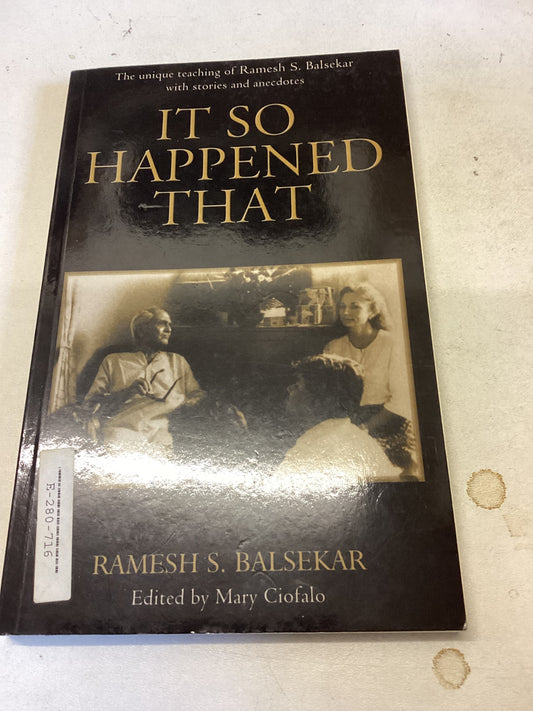 The unique teaching of Ramesh S. Balsekar
with stories and anecdotes
IT SO
HAPPENED
THAT
E-280-716
RAMESH S. BALSEKAR
Edited by Mary Ciofalo